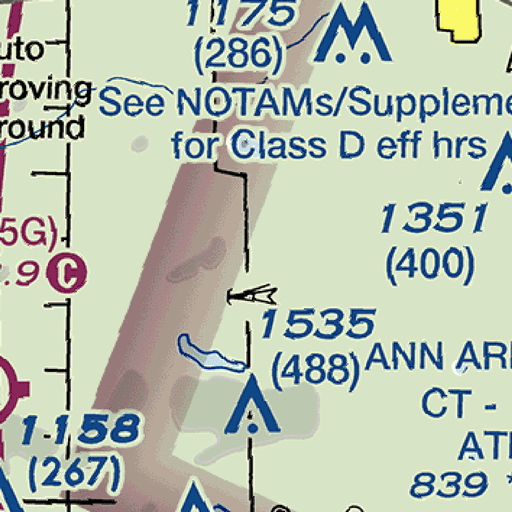 1175
(286)
uto
roving
round
See NOTAMs/Suppleme
for Class D eff hrs
1351
(400)
5G)
.9 C
1535
(488)
ANN AR
CT -
AT
839 *
1158
(267)